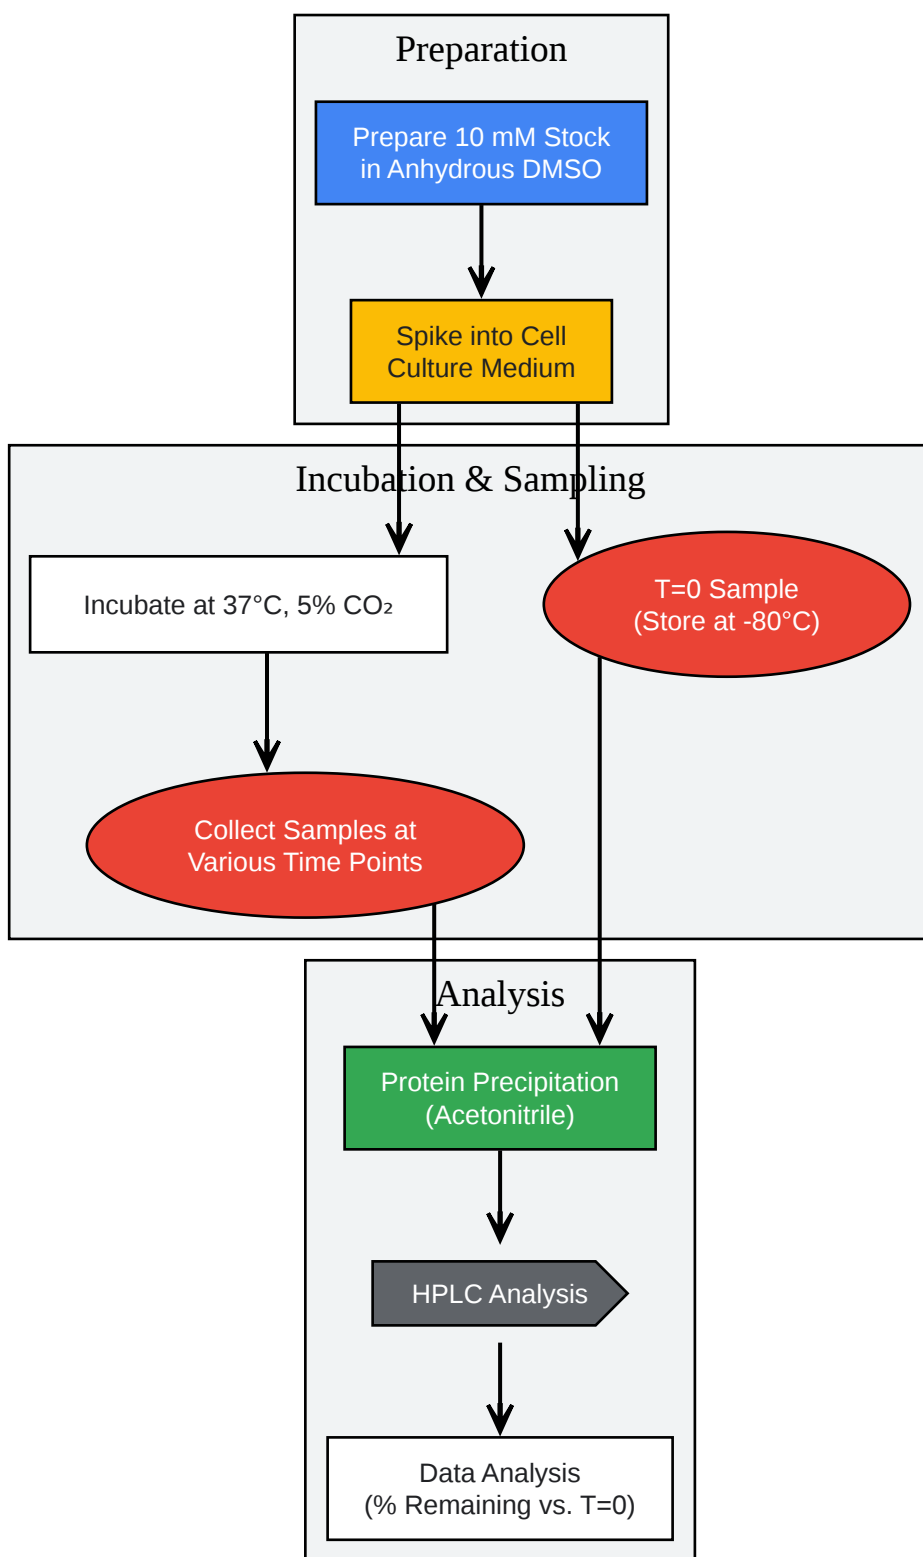 Preparation
Prepare 10 mM Stock
in Anhydrous DMSO
Spike into Cell
Culture Medium
Incubation & Sampling
Incubate at 37°C, 5% CO₂
T=0 Sample
(Store at -80°C)
Collect Samples at
Various Time Points
Analysis
Protein Precipitation
(Acetonitrile)
HPLC Analysis
Data Analysis
(% Remaining vs. T=0)